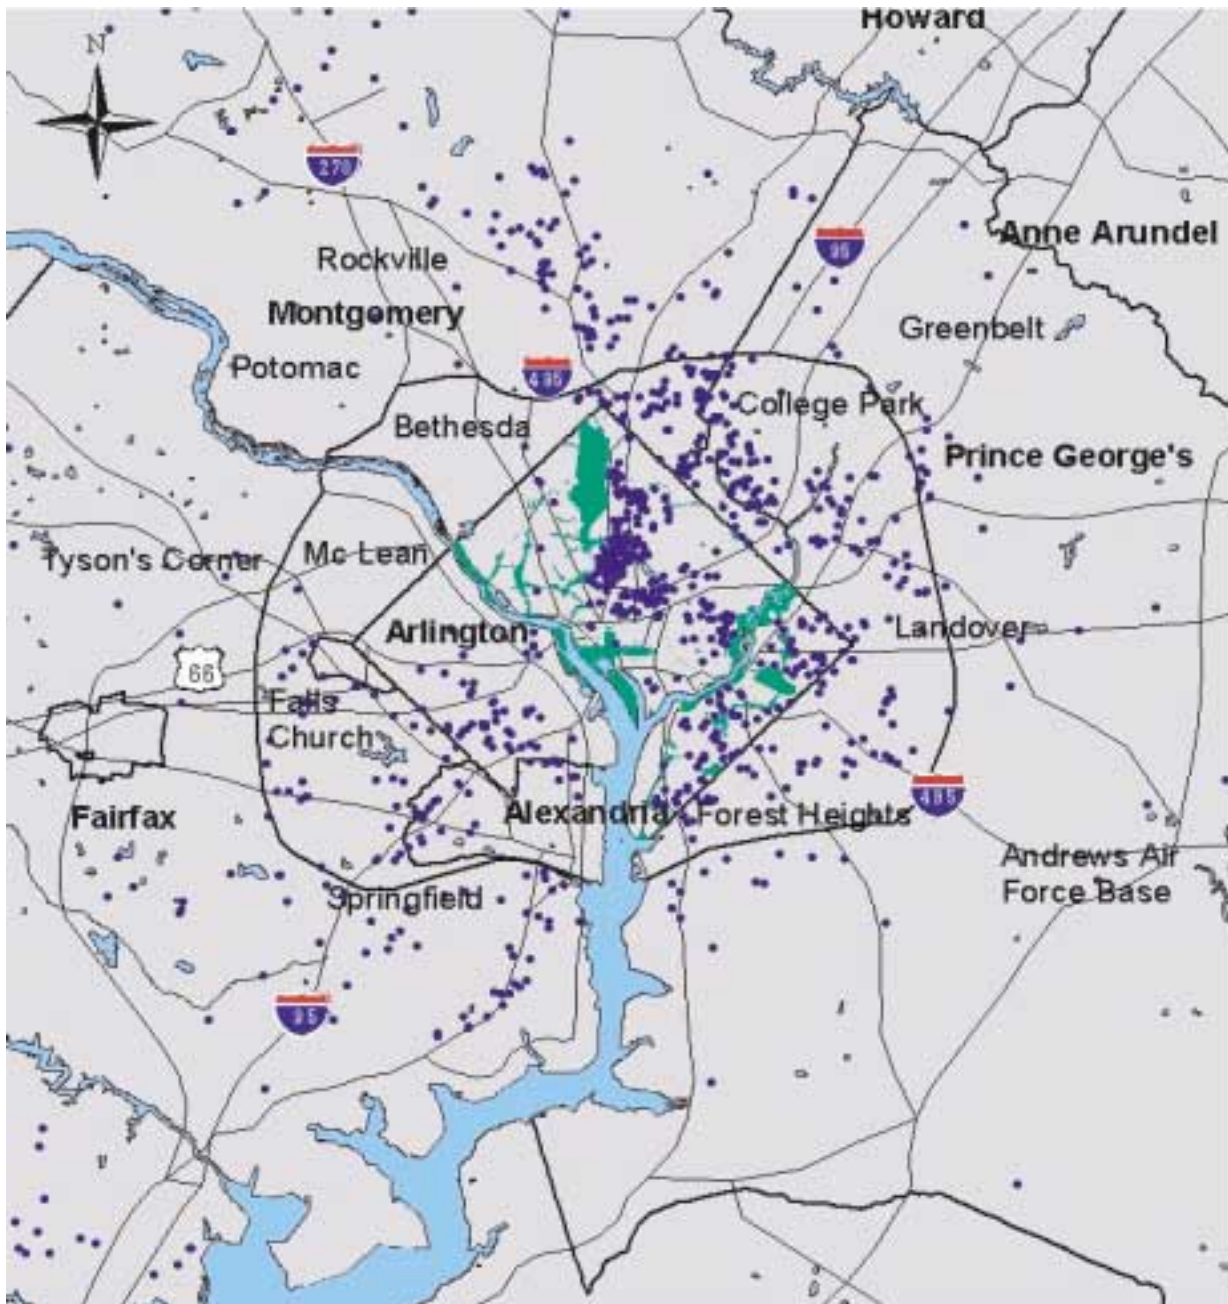 Howard
N
270
Anne Arundel
95
Rockville
Montgomery
Greenbelt
Potomac
495
College Park
Bethesda
Prince George's
Tyson's Corner
Mc Lean
Arlington
Landover
66
Falls
Church
495
Fairfax
Alexandria
Forest Heights
Andrews Air
Force Base
Springfield
95